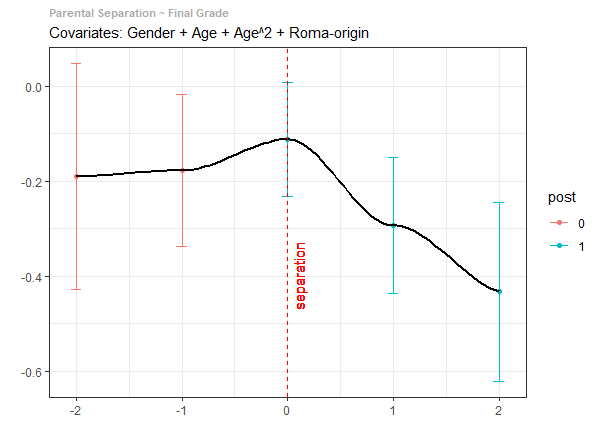 Parental Separation ~ Final Grade
Covariates: Gender + Age + Age^2 + Roma-origin
0.0
-0.2
-0.4
-0.6
separation
-2
-1
0
1
2
post
0
1